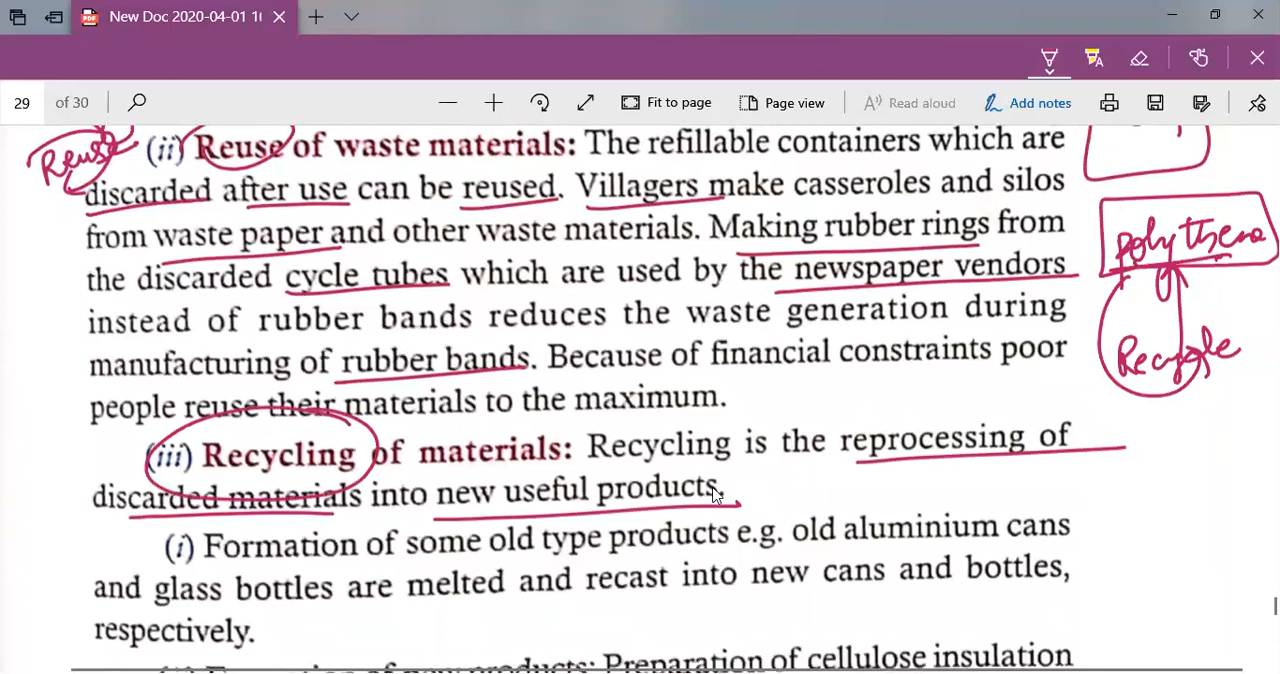 New Doc 2020-04-01 1
29 of 30
Fit to page
Page view
Read aloud
Add notes
Reuse
(ii) Reuse of waste materials: The refillable containers which are
discarded after use can be reused. Villagers make casseroles and silos
from waste paper and other waste materials. Making rubber rings from
the discarded cycle tubes which are used by the newspaper vendors
instead of rubber bands reduces the waste generation during
manufacturing of rubber bands. Because of financial constraints poor
people reuse their materials to the maximum.
(iii) Recycling of materials: Recycling is the reprocessing of
discarded materials into new useful products.
(i) Formation of some old type products e.g. old aluminium cans
and glass bottles are melted and recast into new cans and bottles,
respectively.
products: Preparation of cellulose insulation
polythene
Recycle